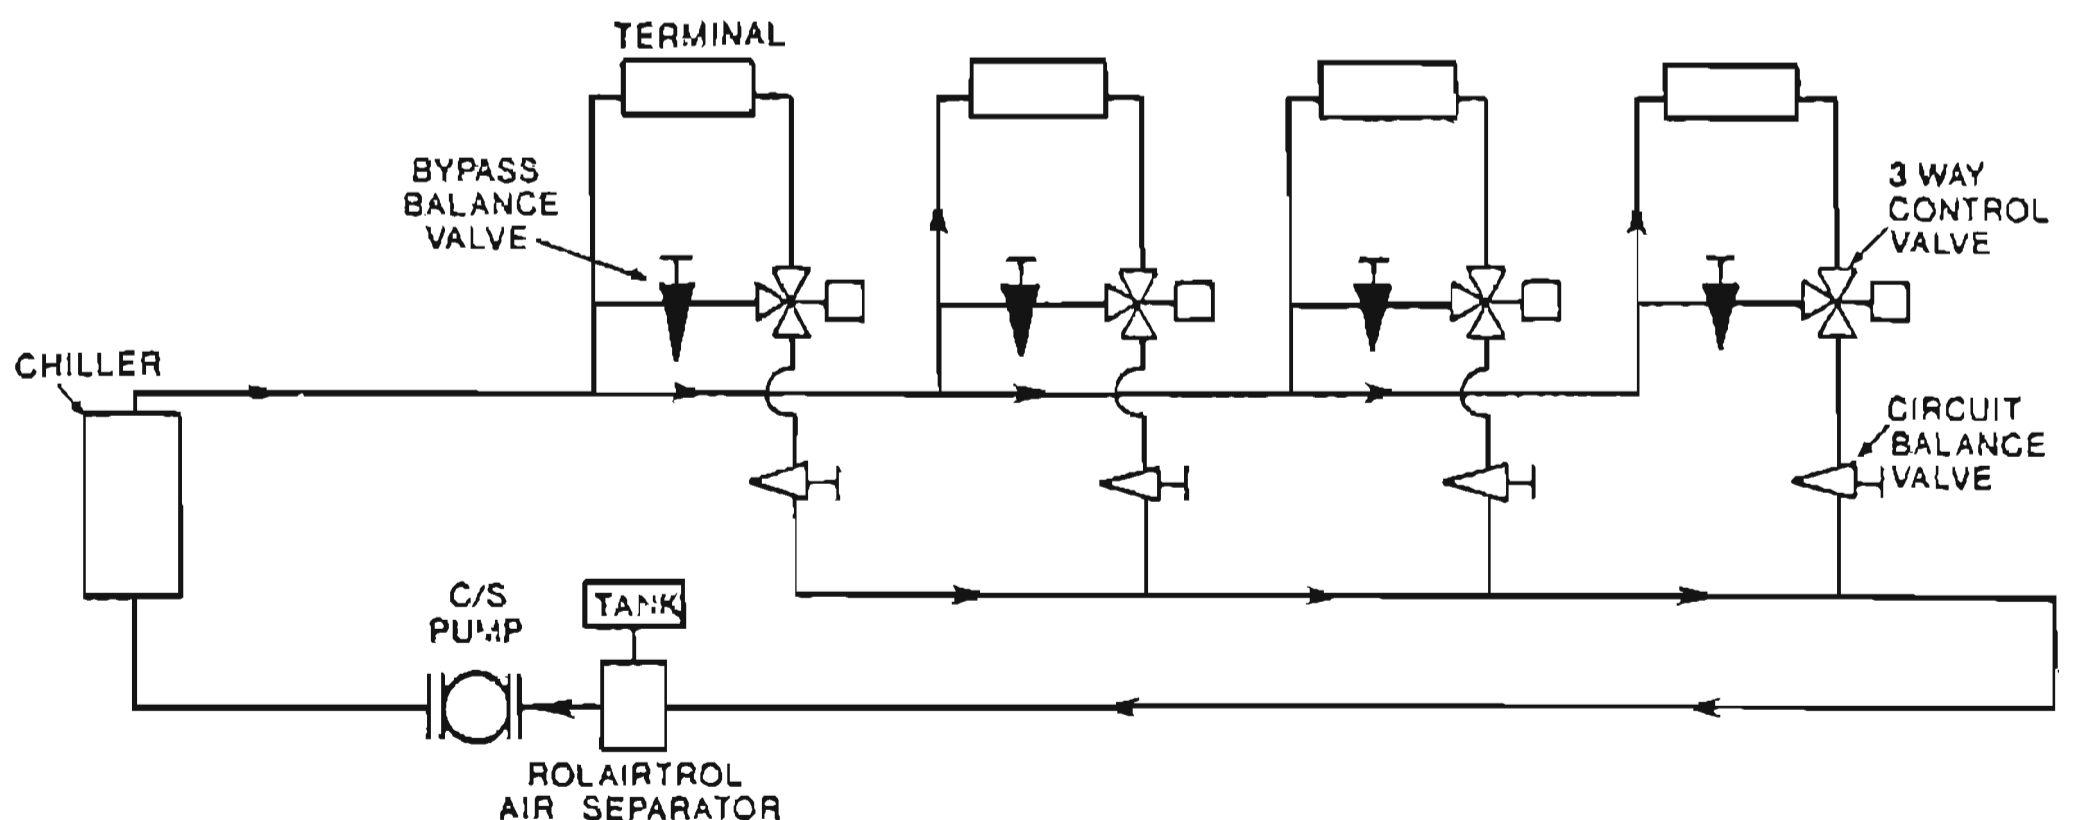 TERMINAL
BYPASS
BALANCE
VALVE
3 WAY
CONTROL
VALVE
CHILLER
CIRCUIT
BALANCE
VALVE
C/S
PUMP
TANK
ROLAIRTROL
AIR SEPARATOR